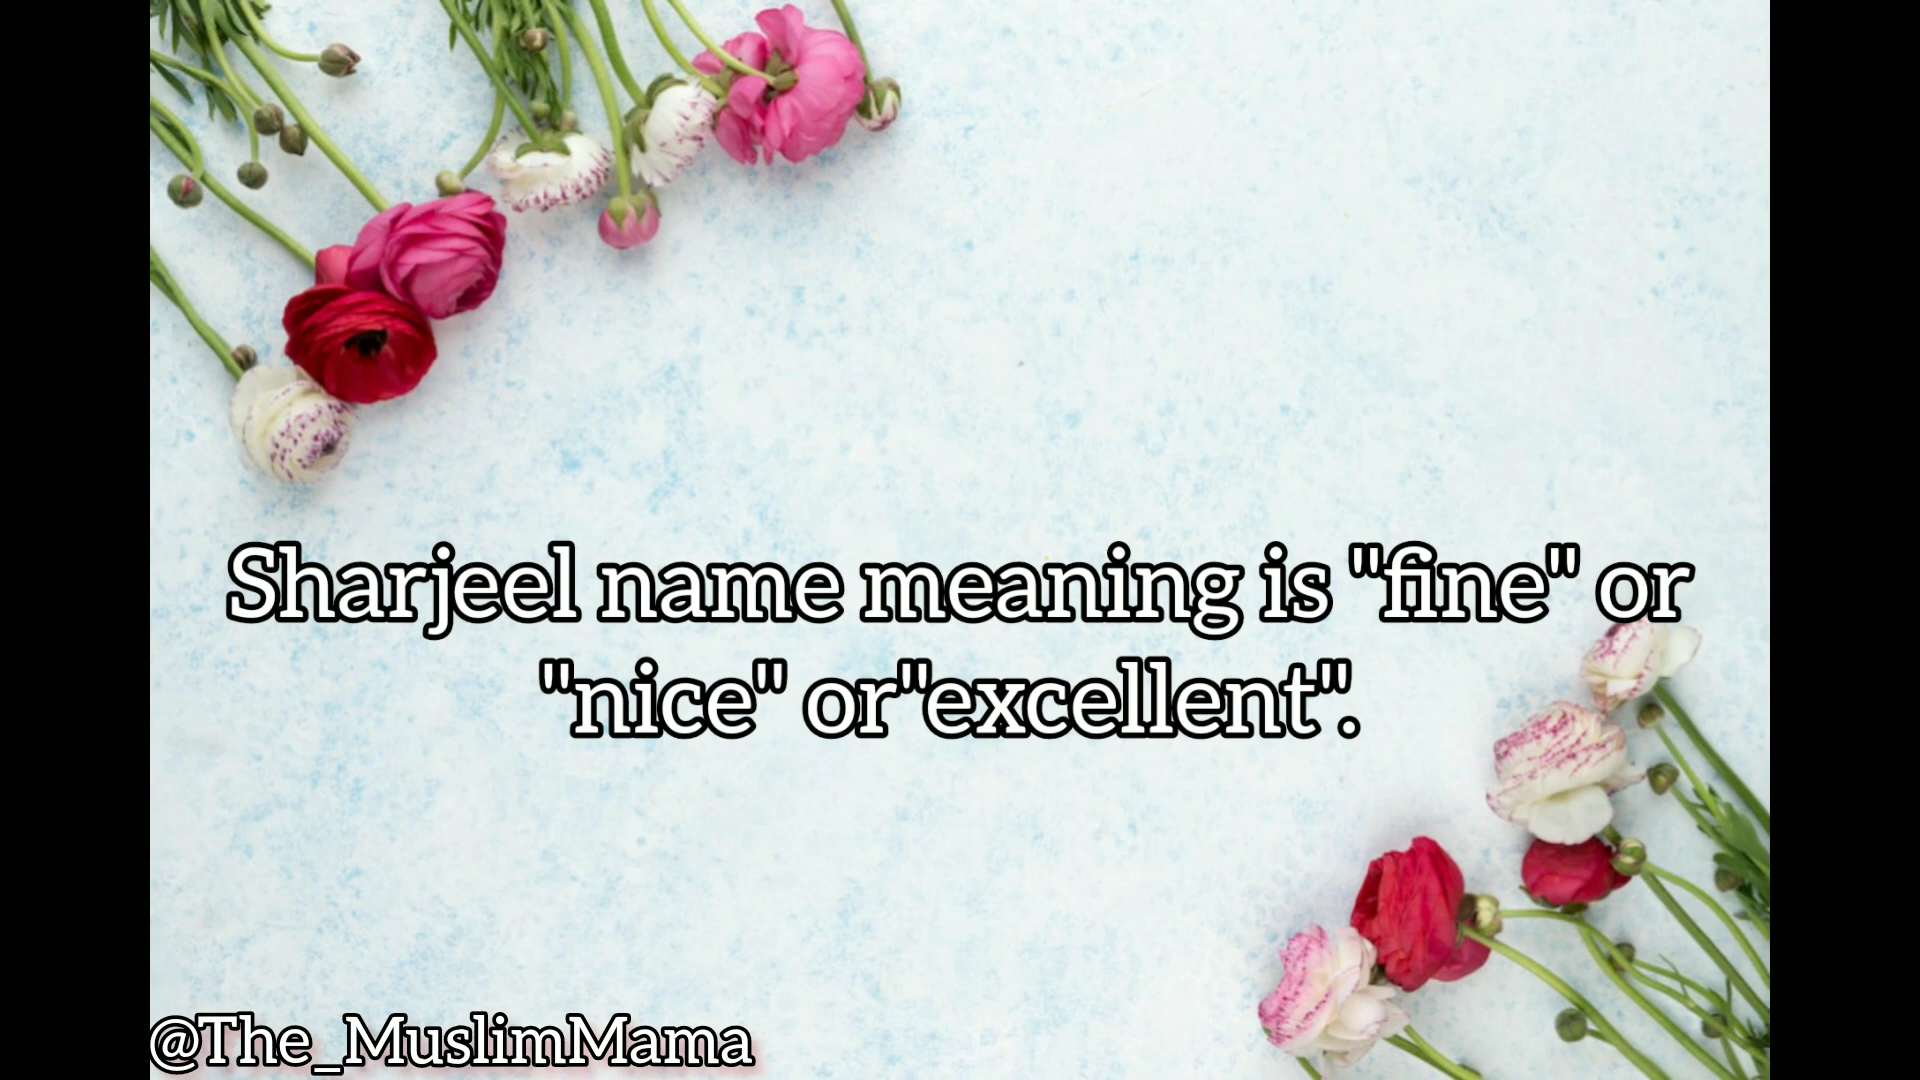 Sharjeel name meaning is "fine" or
"nice" or"excellent".
@The_MuslimMama